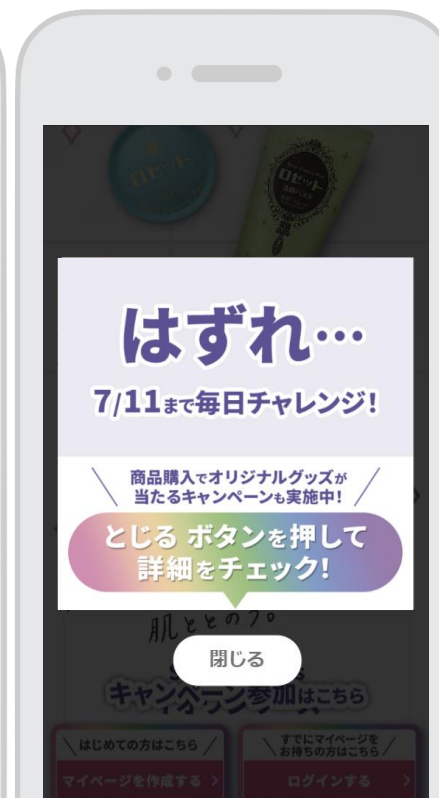 ロゼット
ロゼット
洗顔パスタ
はずれ…
7/11まで毎日チャレンジ!
商品購入でオリジナルグッズが
当たるキャンペーンも実施中!
とじる ボタンを押して
詳細をチェック!
肌ととのう。
閉じる
キャンペーン参加はこちら
はじめての方はこちら
マイページを作成する
すでにマイページを
お持ちの方はこちら
ログインする